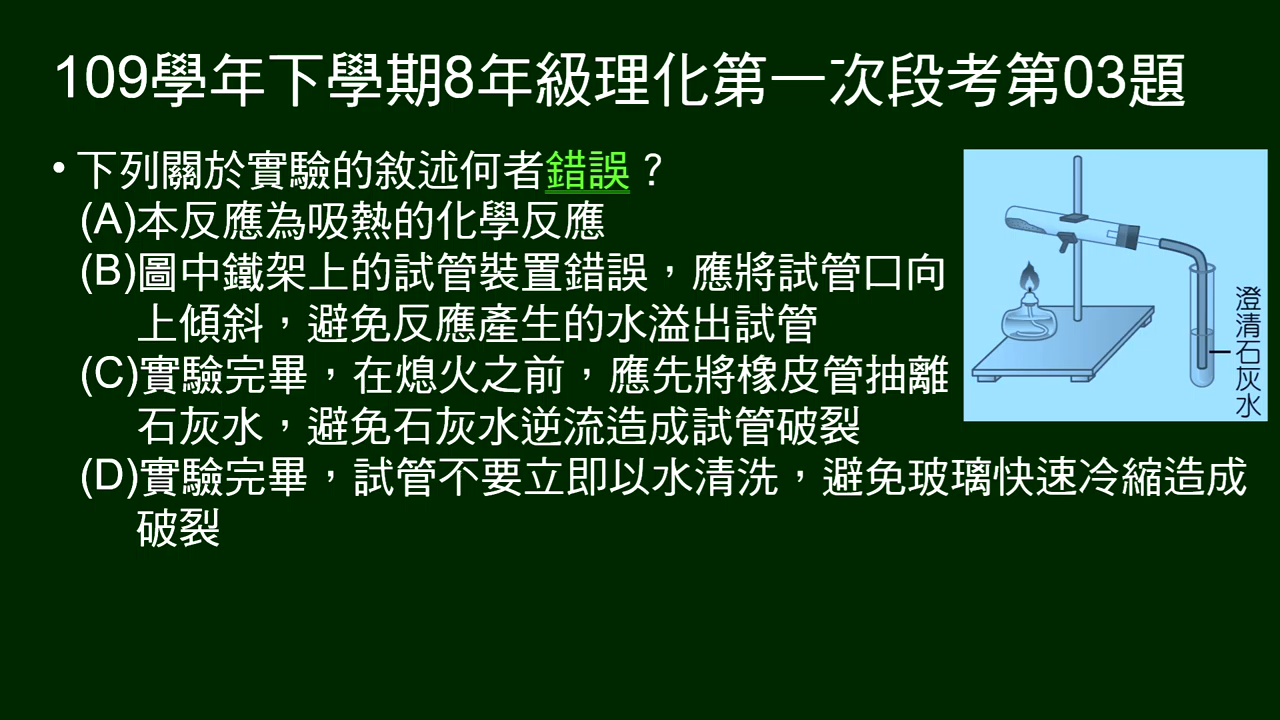 109學年下學期8年級理化第一次段考第03題
•下列關於實驗的敘述何者錯誤？
(A)本反應為吸熱的化學反應
(B)圖中鐵架上的試管裝置錯誤，應將試管口向
上傾斜，避免反應產生的水溢出試管
(C)實驗完畢，在熄火之前，應先將橡皮管抽離
石灰水，避免石灰水逆流造成試管破裂
(D)實驗完畢，試管不要立即以水清洗，避免玻璃快速冷縮造成
破裂
澄清石灰水